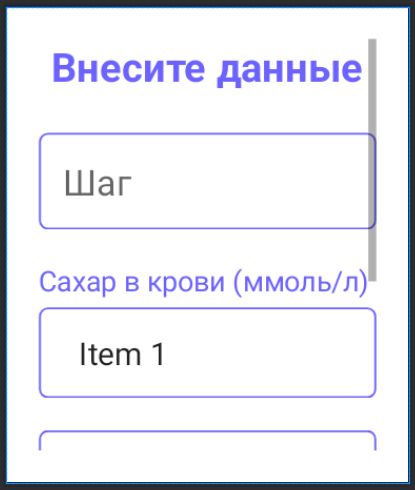 Внесите данные
Шаг
Сахар в крови (ммоль/л)
Item 1